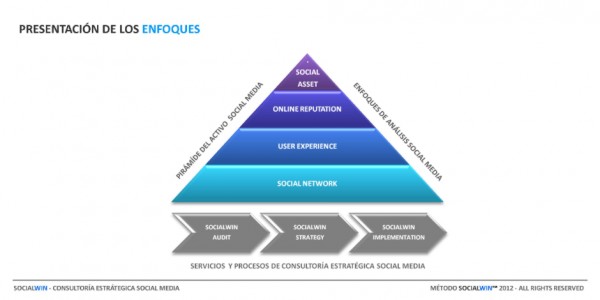 PRESENTACIÓN DE LOS ENFOQUES
PIRÁMIDE DEL ACTIVO SOCIAL MEDIA
ENFOQUES DE ANÁLISIS SOCIAL MEDIA
SOCIAL
ASSET
ONLINE REPUTATION
USER EXPERIENCE
SOCIAL NETWORK
SOCIALWIN
AUDIT
SOCIALWIN
STRATEGY
SOCIALWIN
IMPLEMENTATION
SERVICIOS Y PROCESOS DE CONSULTORÍA ESTRATÉGICA SOCIAL MEDIA
SOCIALWIN - CONSULTORÍA ESTRÁTEGICA SOCIAL MEDIA
MÉTODO SOCIALWIN℠ 2012 - ALL RIGHTS RESERVED